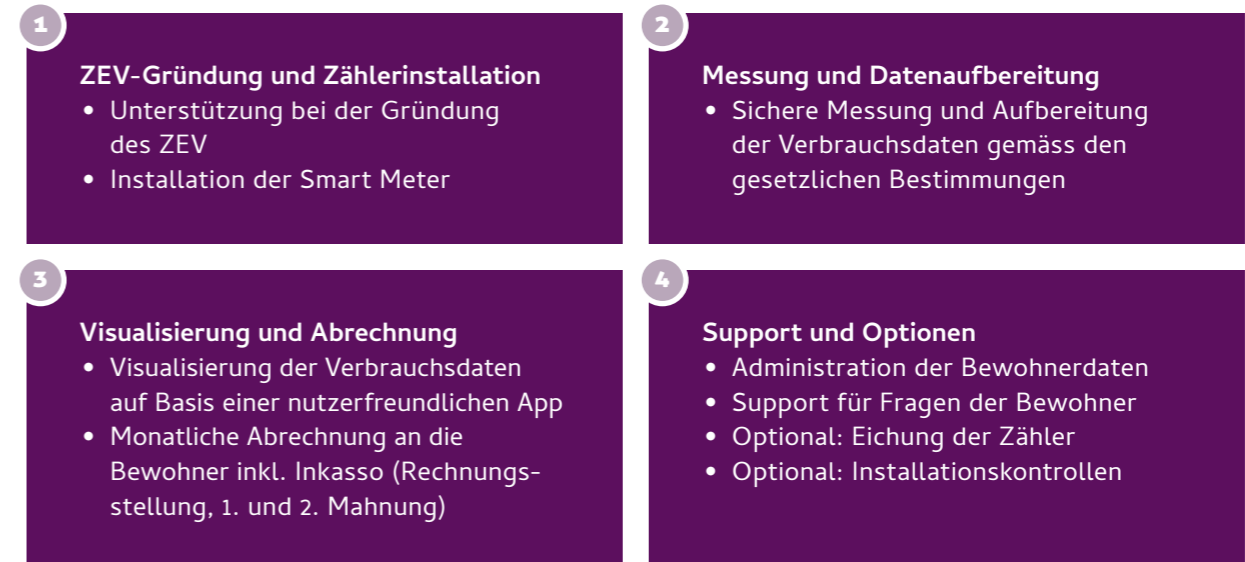 1
ZEV-Gründung und Zählerinstallation
• Unterstützung bei der Gründung
des ZEV
• Installation der Smart Meter
2
Messung und Datenaufbereitung
• Sichere Messung und Aufbereitung
der Verbrauchsdaten gemäss den
gesetzlichen Bestimmungen
3
Visualisierung und Abrechnung
• Visualisierung der Verbrauchsdaten
auf Basis einer nutzerfreundlichen App
• Monatliche Abrechnung an die
Bewohner inkl. Inkasso (Rechnungs-
stellung, 1. und 2. Mahnung)
4
Support und Optionen
• Administration der Bewohnerdaten
• Support für Fragen der Bewohner
• Optional: Eichung der Zähler
• Optional: Installationskontrollen